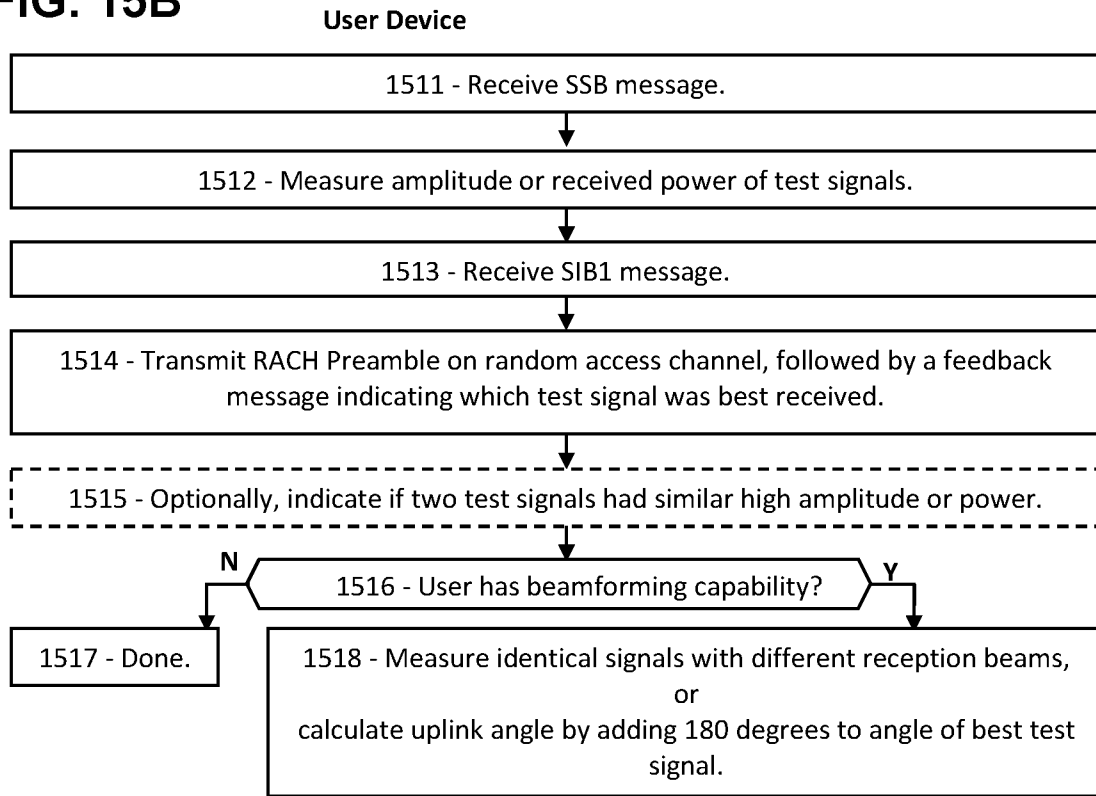 FIG. 15B
User Device
1511 - Receive SSB message.
1512 - Measure amplitude or received power of test signals.
1513 - Receive SIB1 message.
1514 - Transmit RACH Preamble on random access channel, followed by a feedback
message indicating which test signal was best received.
1515 - Optionally, indicate if two test signals had similar high amplitude or power.
N
1516 - User has beamforming capability?
Y
1517 - Done.
1518 - Measure identical signals with different reception beams,
or
calculate uplink angle by adding 180 degrees to angle of best test
signal.